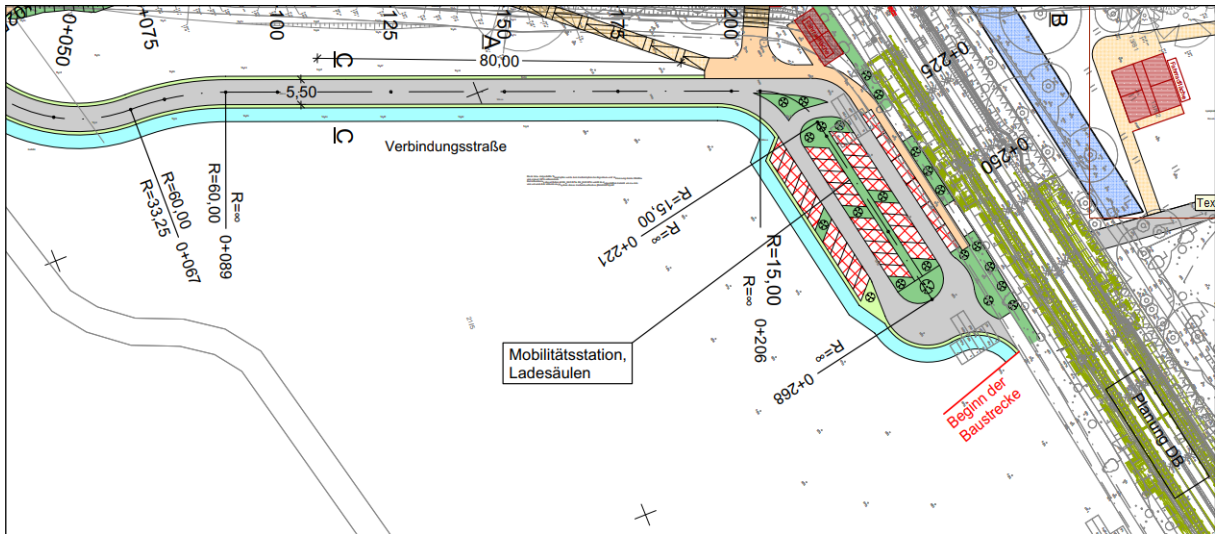 0+050
+075
100
125
150
175
200
0+225
0+250
A
B
C
C
80,00
5,50
Verbindungsstraße
R=∞ 0+089
R=60,00
R=60,00 0+067
R=33,25
R=15,00
R=∞ 0+221
R=15,00
R=∞ 0+206
R=∞ 0+268
Mobilitätsstation,
Ladesäulen
Beginn der
Baustrecke
Planung DB
Tex